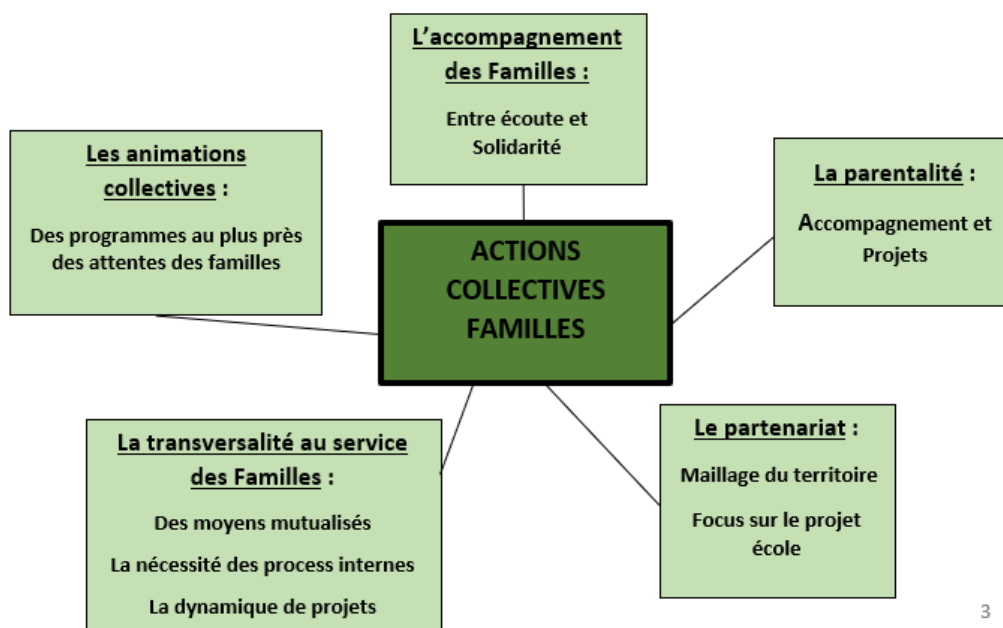 L'accompagnement
des Familles :
Entre écoute et
Solidarité
Les animations
collectives :
Des programmes au plus près
des attentes des familles
La parentalité :
Accompagnement et
Projets
ACTIONS
COLLECTIVES
FAMILLES
La transversalité au service
des Familles :
Des moyens mutualisés
La nécessité des process internes
La dynamique de projets
Le partenariat :
Maillage du territoire
Focus sur le projet
école
3